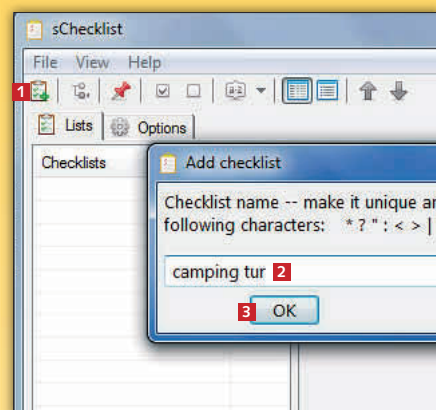 sChecklist
File View Help
1
a-z
Lists Options
Checklists
Add checklist
Checklist name -- make it unique
following characters: * ? " : < > |
camping tur 2
3 OK